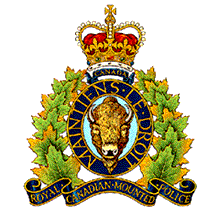 CANADA
MAINTIENS LE DROIT
ROYAL CANADIAN MOUNTED POLICE